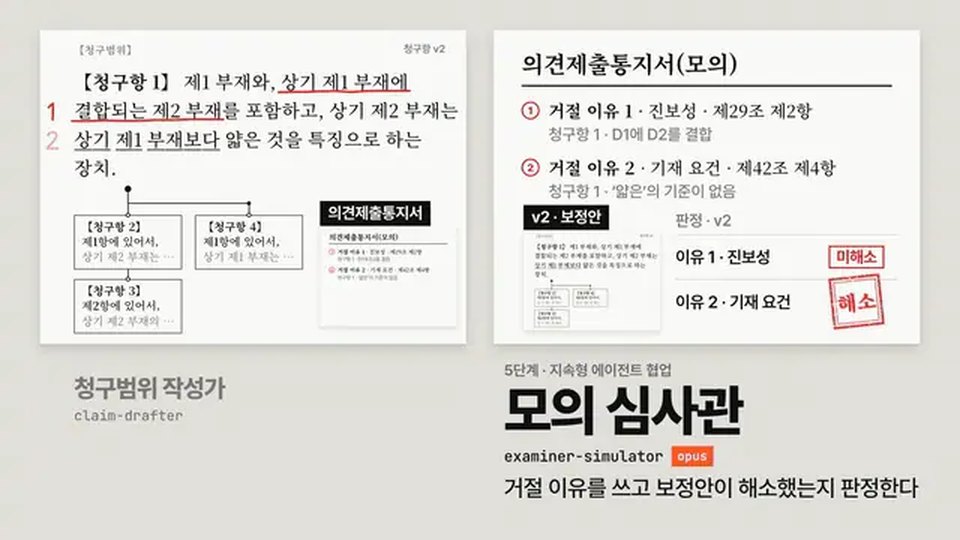 【청구범위】
청구항 v2
【청구항 1】 제1 부재와, 상기 제1 부재에
1 결합되는 제2 부재를 포함하고, 상기 제2 부재는
2 상기 제1 부재보다 얇은 것을 특징으로 하는
장치.
【청구항 2】
제1항에 있어서,
상기 제2 부재는 …
【청구항 4】
제1항에 있어서,
상기 제1 부재는 …
【청구항 3】
제2항에 있어서,
상기 제2 부재의 …
의견제출통지서
의견제출통지서(모의)
청구범위 작성가
claim-drafter
의견제출통지서(모의)
1 거절 이유 1 · 진보성 · 제29조 제2항
청구항 1 · D1에 D2를 결합
2 거절 이유 2 · 기재 요건 · 제42조 제4항
청구항 1 · '얇은'의 기준이 없음
v2 · 보정안
판정 · v2
이유 1 · 진보성
미해소
이유 2 · 기재 요건
해소
5단계 · 지속형 에이전트 협업
모의 심사관
examiner-simulator opus
거절 이유를 쓰고 보정안이 해소했는지 판정한다